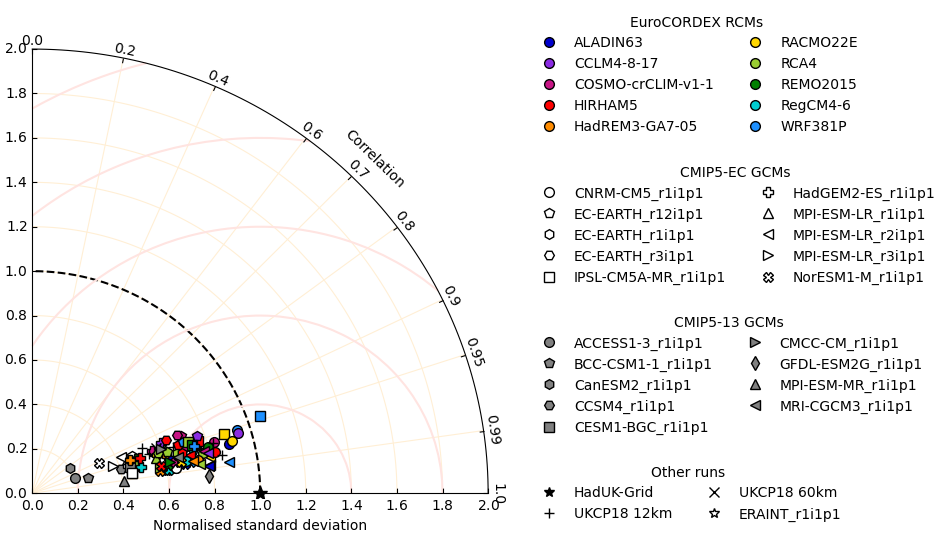 0.0
0.2
0.4
0.6
0.7
0.8
0.9
0.95
0.99
1.0
Correlation
2.0
1.8
1.6
1.4
1.2
1.0
0.8
0.6
0.4
0.2
0.0
0.0 0.2 0.4 0.6 0.8 1.0 1.2 1.4 1.6 1.8 2.0
Normalised standard deviation
EuroCORDEX RCMs
ALADIN63 RACMO22E
CCLM4-8-17 RCA4
COSMO-crCLIM-v1-1 REMO2015
HIRHAM5 RegCM4-6
HadREM3-GA7-05 WRF381P
CMIP5-EC GCMs
CNRM-CM5_r1i1p1 HadGEM2-ES_r1i1p1
EC-EARTH_r12i1p1 MPI-ESM-LR_r1i1p1
EC-EARTH_r1i1p1 MPI-ESM-LR_r2i1p1
EC-EARTH_r3i1p1 MPI-ESM-LR_r3i1p1
IPSL-CM5A-MR_r1i1p1 NorESM1-M_r1i1p1
CMIP5-13 GCMs
ACCESS1-3_r1i1p1 CMCC-CM_r1i1p1
BCC-CSM1-1_r1i1p1 GFDL-ESM2G_r1i1p1
CanESM2_r1i1p1 MPI-ESM-MR_r1i1p1
CCSM4_r1i1p1 MRI-CGCM3_r1i1p1
CESM1-BGC_r1i1p1
Other runs
HadUK-Grid UKCP18 60km
UKCP18 12km ERAINT_r1i1p1